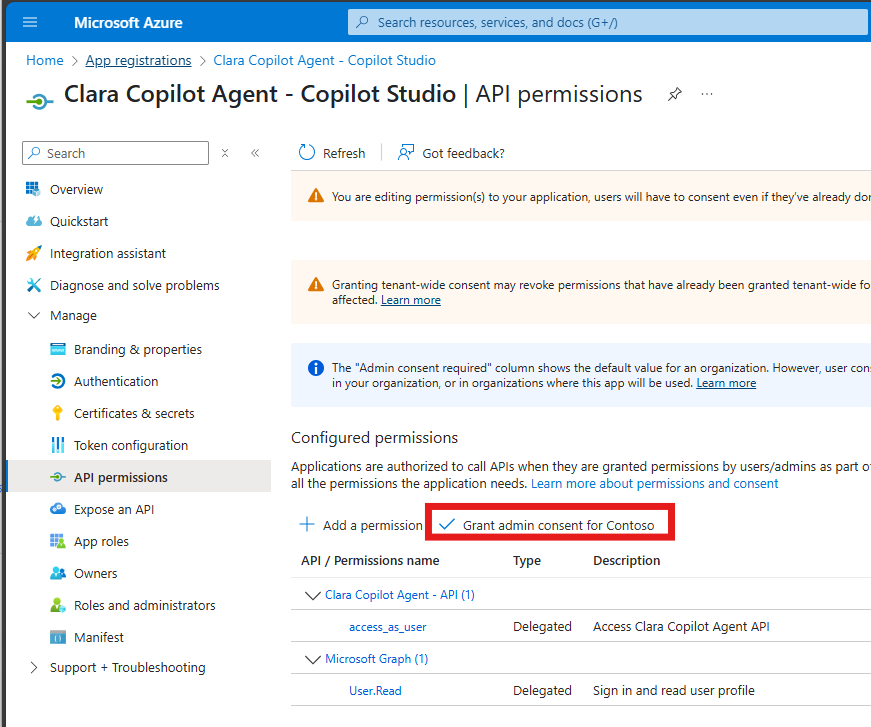 Microsoft Azure
Search resources, services, and docs (G+/)
Home > App registrations > Clara Copilot Agent - Copilot Studio
Clara Copilot Agent - Copilot Studio | API permissions
Search
Refresh
Got feedback?
Overview
Quickstart
Integration assistant
Diagnose and solve problems
Manage
Branding & properties
Authentication
Certificates & secrets
Token configuration
API permissions
Expose an API
App roles
Owners
Roles and administrators
Manifest
Support + Troubleshooting
You are editing permission(s) to your application, users will have to consent even if they've already
Granting tenant-wide consent may revoke permissions that have already been granted tenant-wide
affected. Learn more
The "Admin consent required" column shows the default value for an organization. However, user
in your organization, or in organizations where this app will be used. Learn more
Configured permissions
Applications are authorized to call APIs when they are granted permissions by users/admins as part
all the permissions the application needs. Learn more about permissions and consent
Add a permission
Grant admin consent for Contoso
API / Permissions name
Type
Description
Clara Copilot Agent - API (1)
access_as_user
Delegated
Access Clara Copilot Agent API
Microsoft Graph (1)
User.Read
Delegated
Sign in and read user profile